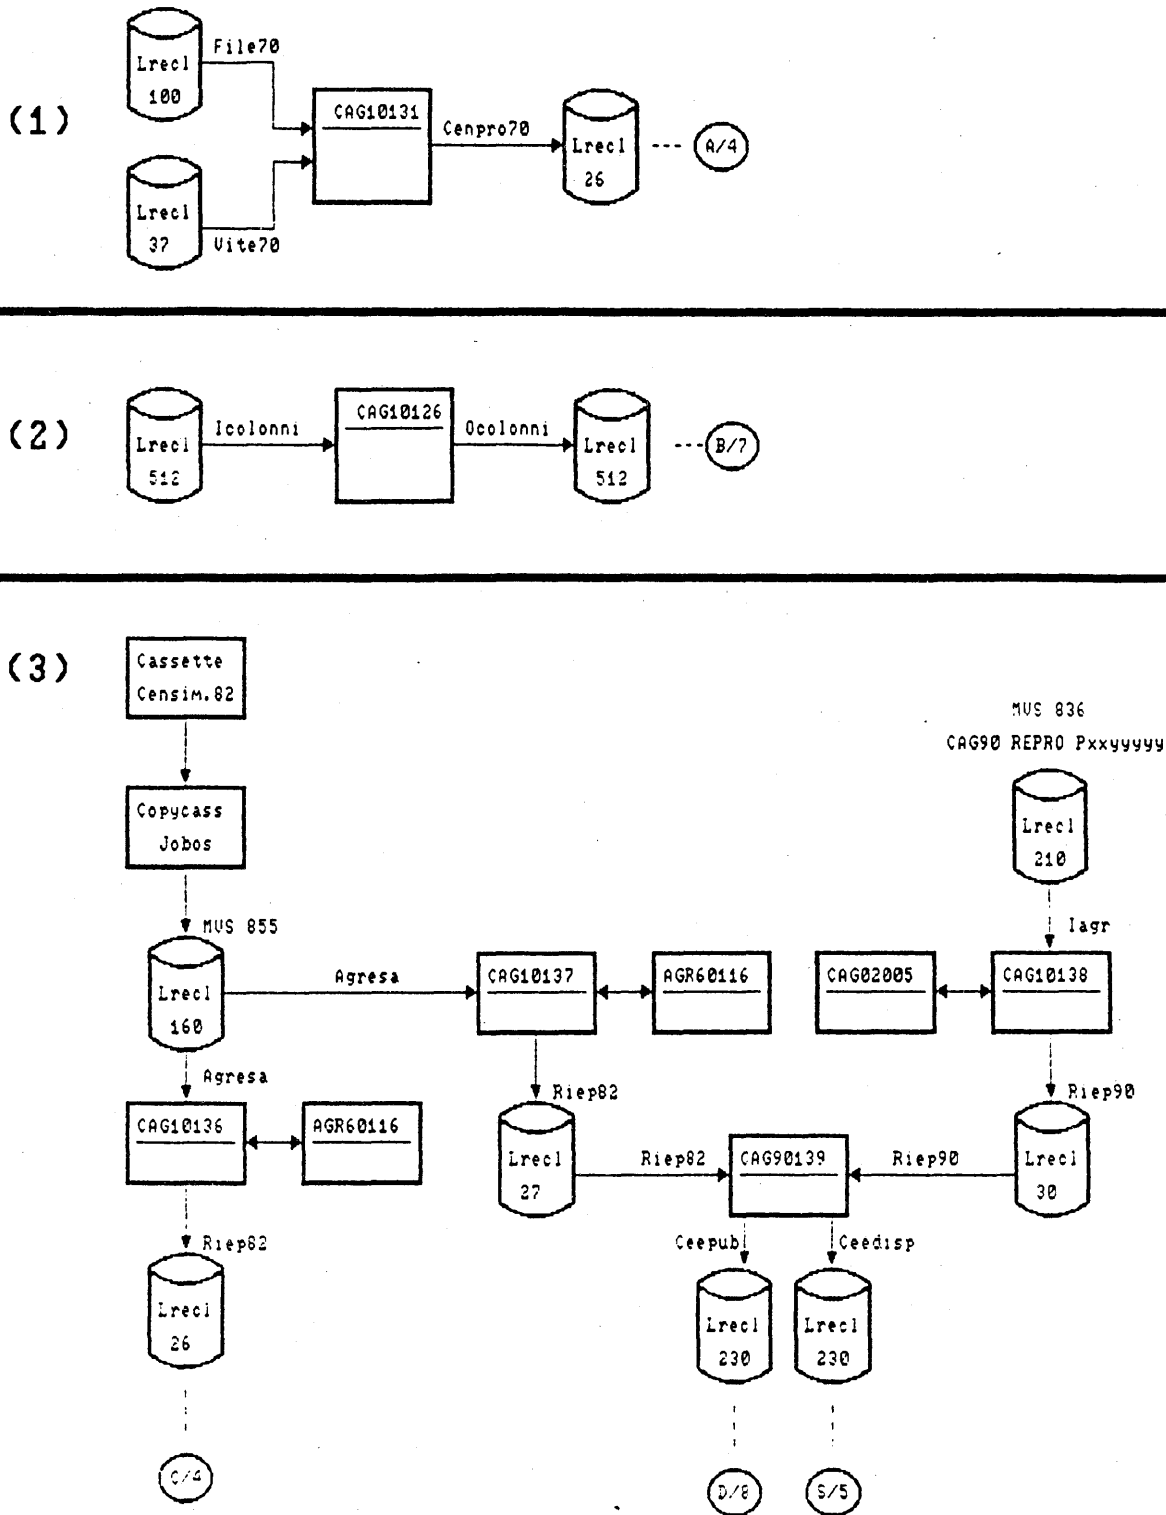 (1)
File70
Lrecl
100
CAG10131
Cenpro70
Lrecl
26
A/4
Lrecl
37
Vite70
(2)
Lrecl
512
Icolonni
CAG10126
Ocolonni
Lrecl
512
B/7
(3)
Cassette
Censim.82
Copycass
Jobos
MVS 855
Lrecl
160
Agresa
CAG10137
AGR60116
MVS 836
CAG90 REPRO Pxxyyyyy
Lrecl
210
Iagr
CAG02005
CAG10138
Agresa
CAG10136
AGR60116
Riep82
Lrecl
27
Riep82
CAG90139
Riep90
Riep90
Lrecl
30
Riep82
Lrecl
26
Ceepub
Ceedisp
Lrecl
230
Lrecl
230
C/4
D/8
S/5